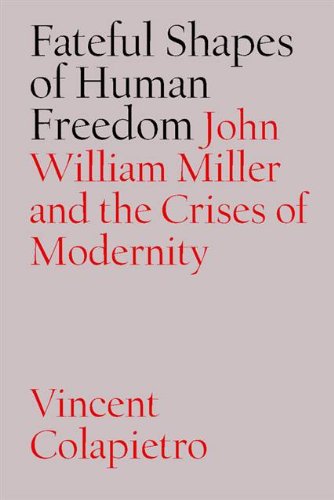 Fateful Shapes
of Human
Freedom John
William Miller
and the Crises of
Modernity
Vincent
Colapietro